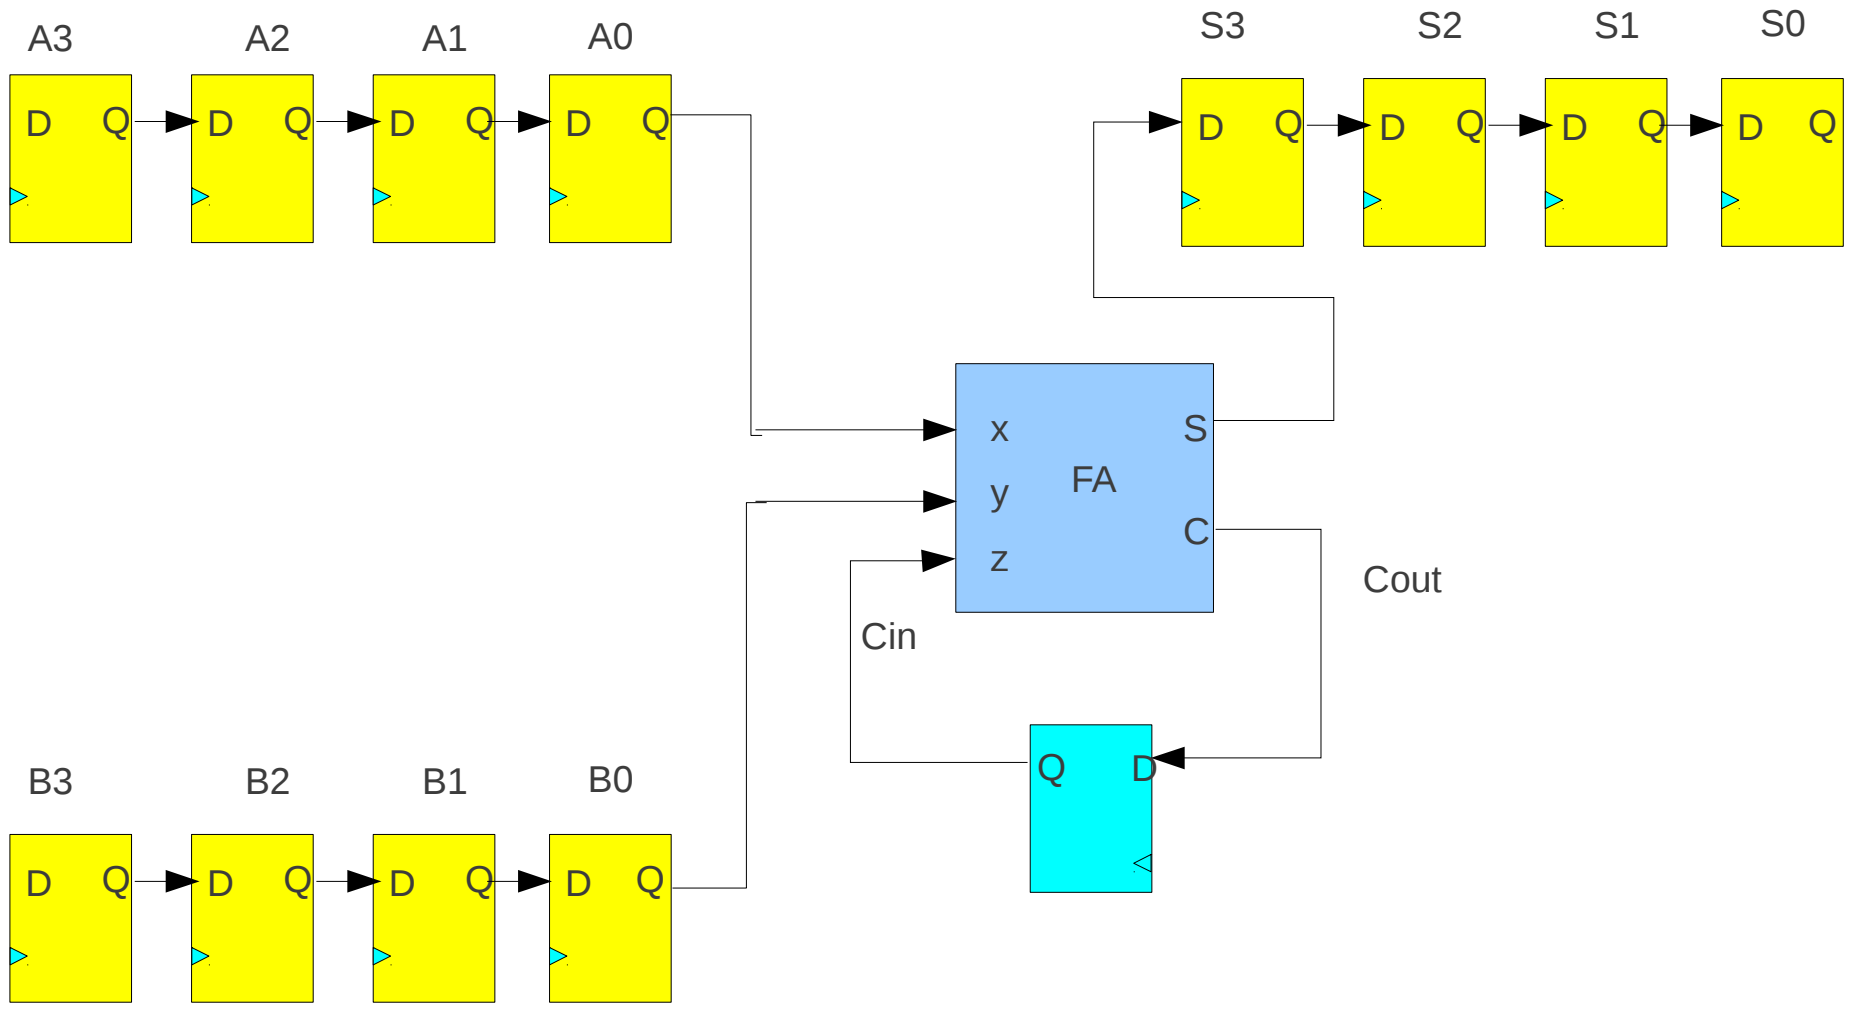 A3 A2 A1 A0 S3 S2 S1 S0
D Q D Q D Q D Q D Q D Q D Q D Q
x S
FA
y
z C
Cout
Cin
Q D
B3 B2 B1 B0
D Q D Q D Q D Q